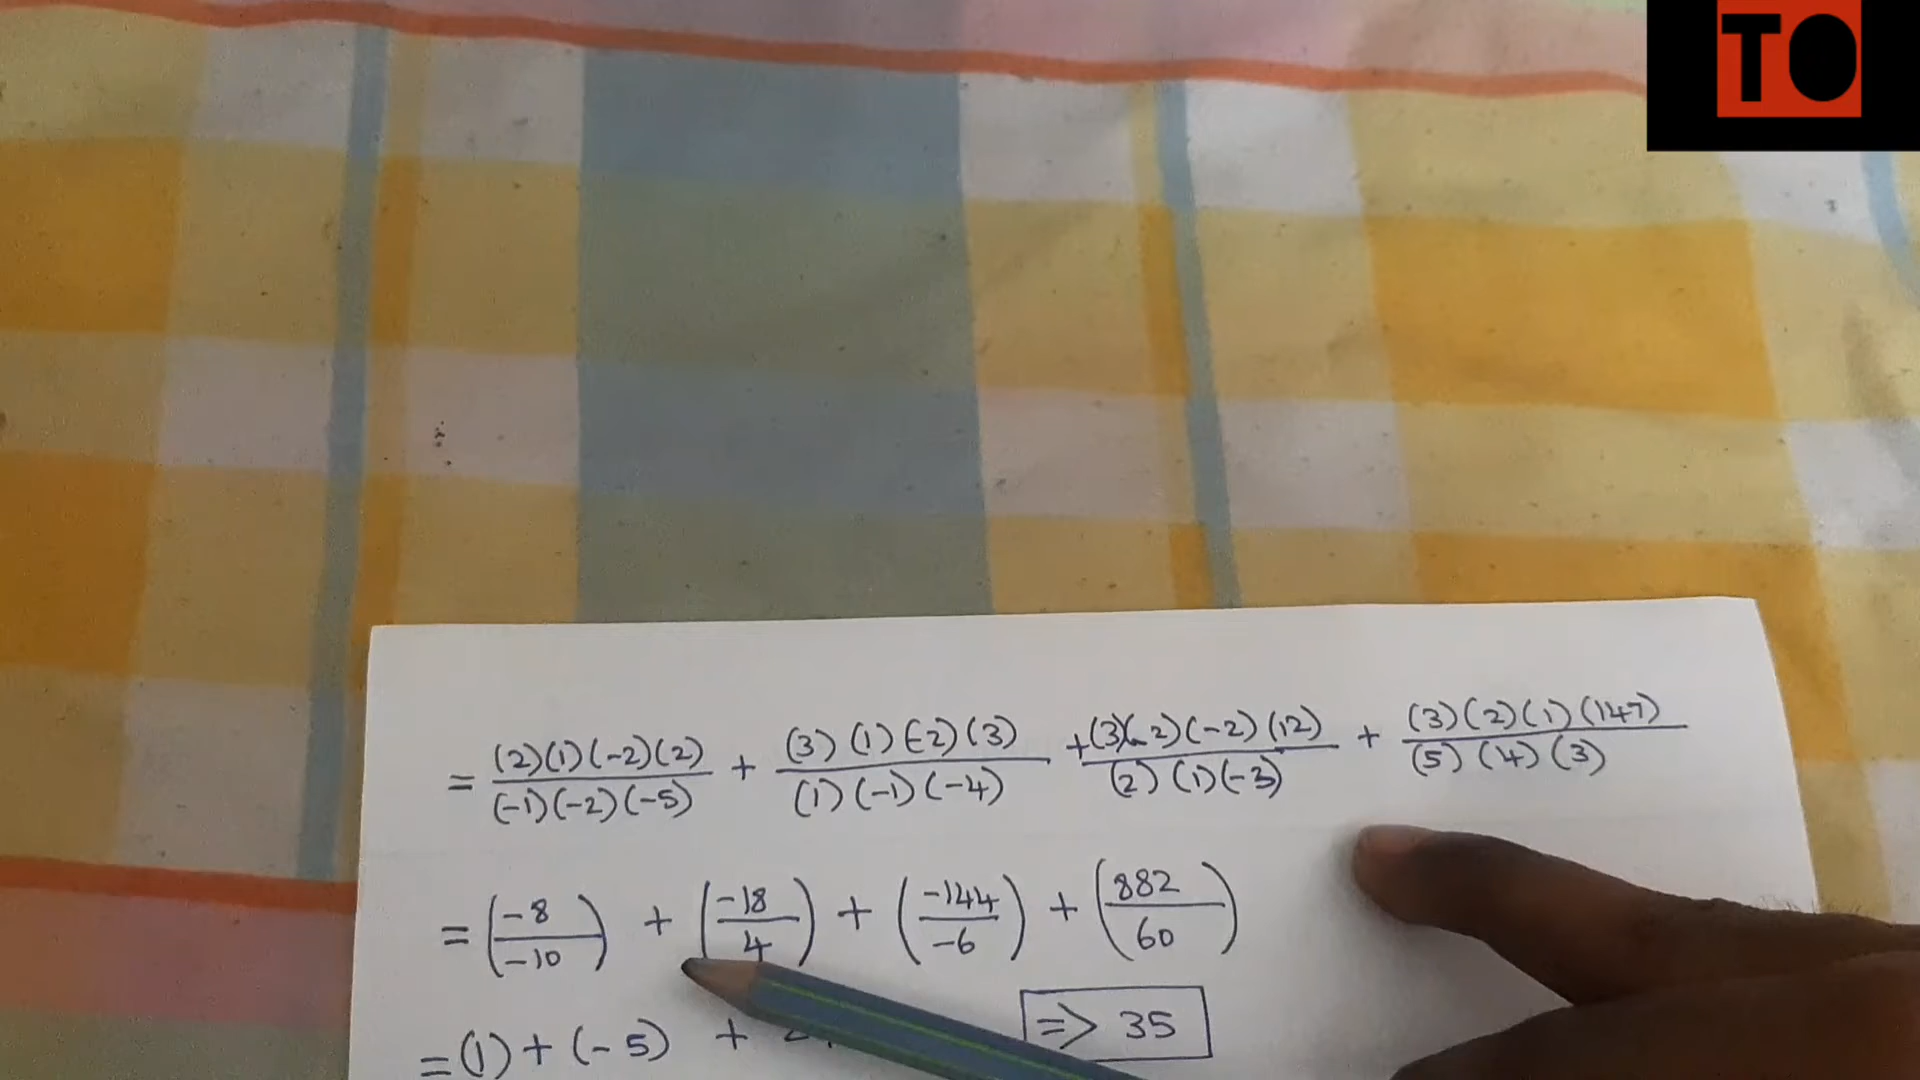 TO
= (2)(1)(-2)(2) / (-1)(-2)(-5) + (3)(1)(-2)(3) / (1)(-1)(-4) + (3)(-2)(-2)(12) / (2)(1)(-3) + (3)(2)(1)(147) / (5)(4)(3)
= (-8 / -10) + (-18 / 4) + (-144 / -6) + (882 / 60)
= (1) + (-5) + => 35